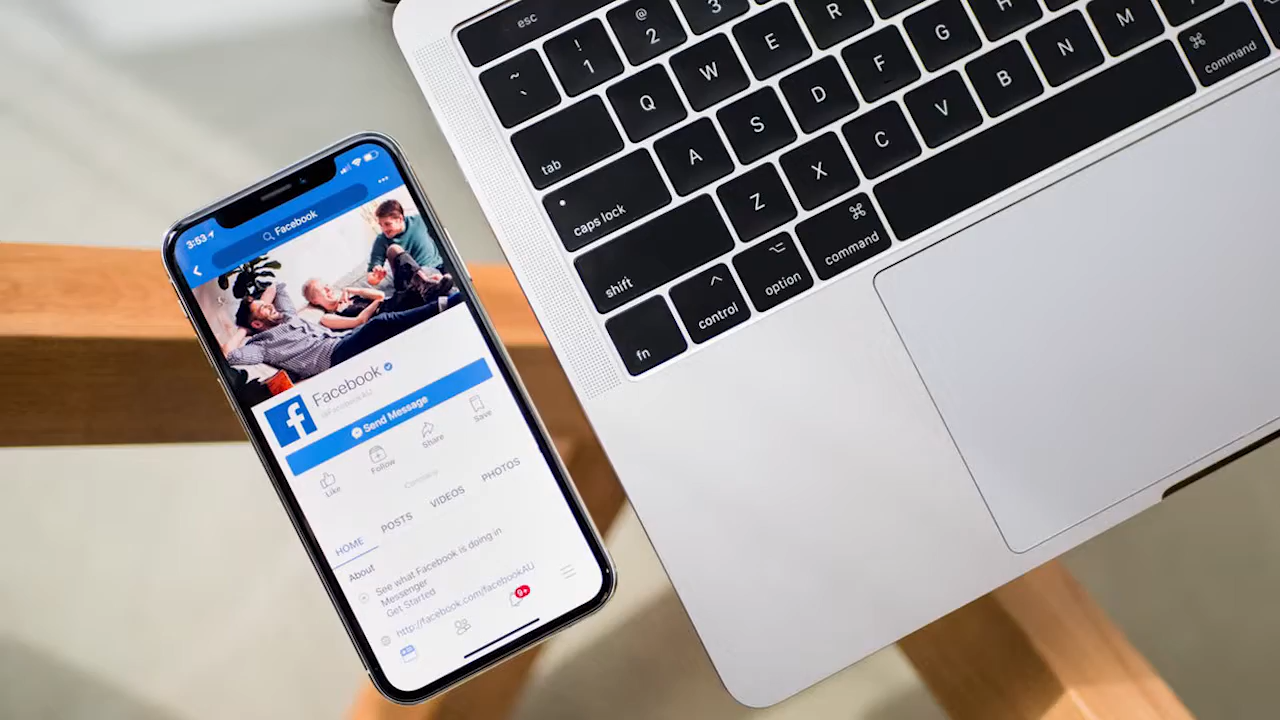 3:53
Facebook
Facebook
@FacebookAU
f
Send Message
Like
Follow
Share
Save
HOME
POSTS
VIDEOS
PHOTOS
About
See what Facebook is doing in
Messenger
Get Started
http://facebook.com/facebookAU
9+
esc
~
`
!
1
@
2
3
tab
Q
W
E
R
caps lock
A
S
D
F
G
H
shift
Z
X
C
V
B
N
M
fn
^
control
⌥
option
⌘
command
⌘
command